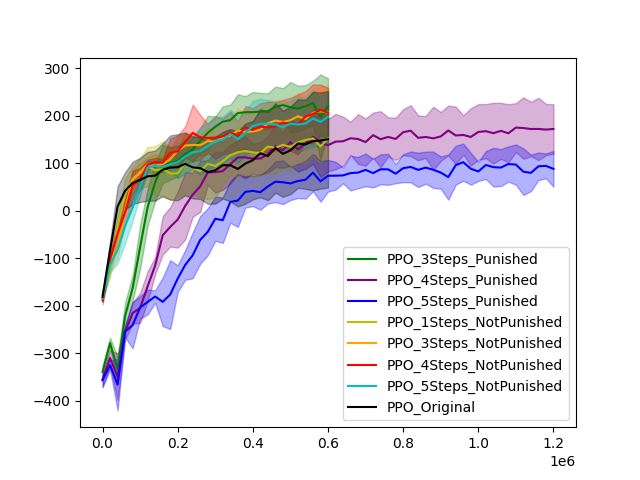 300
200
100
0
−100
−200
−300
−400
0.0 0.2 0.4 0.6 0.8 1.0 1.2
1e6
PPO_3Steps_Punished
PPO_4Steps_Punished
PPO_5Steps_Punished
PPO_1Steps_NotPunished
PPO_3Steps_NotPunished
PPO_4Steps_NotPunished
PPO_5Steps_NotPunished
PPO_Original